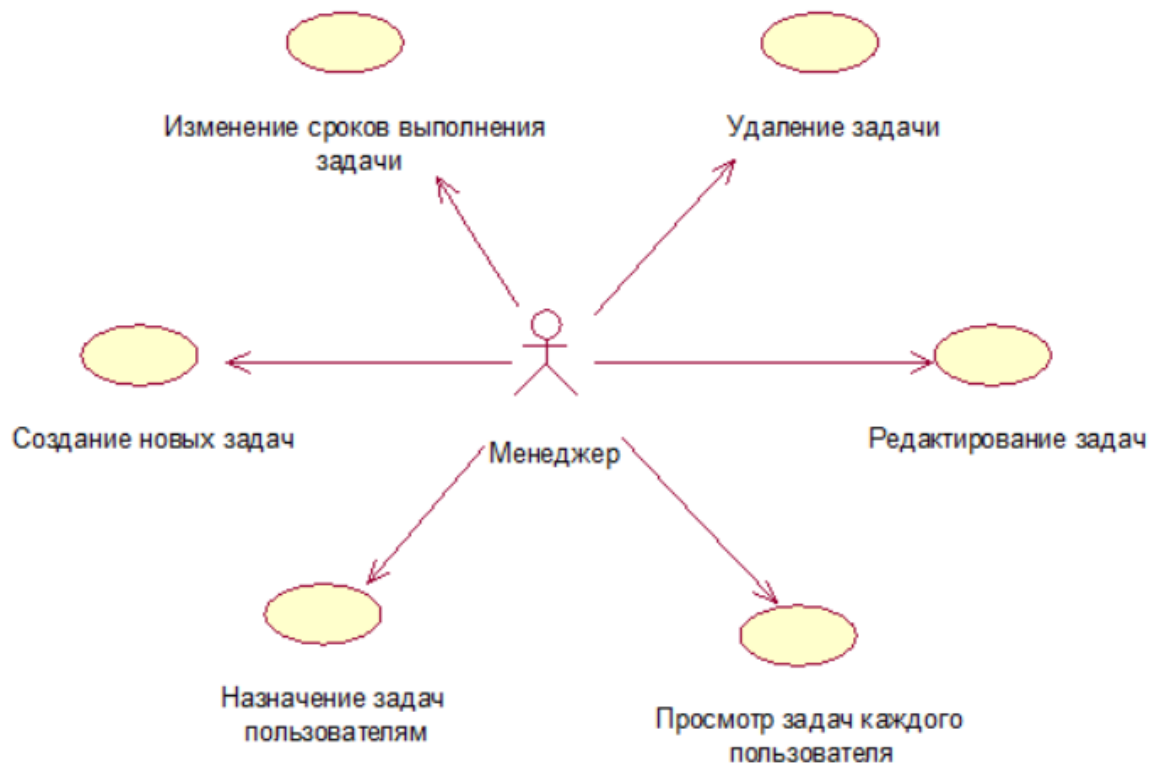 Изменение сроков выполнения
задачи
Удаление задачи
Создание новых задач
Менеджер
Редактирование задач
Назначение задач
пользователям
Просмотр задач каждого
пользователя